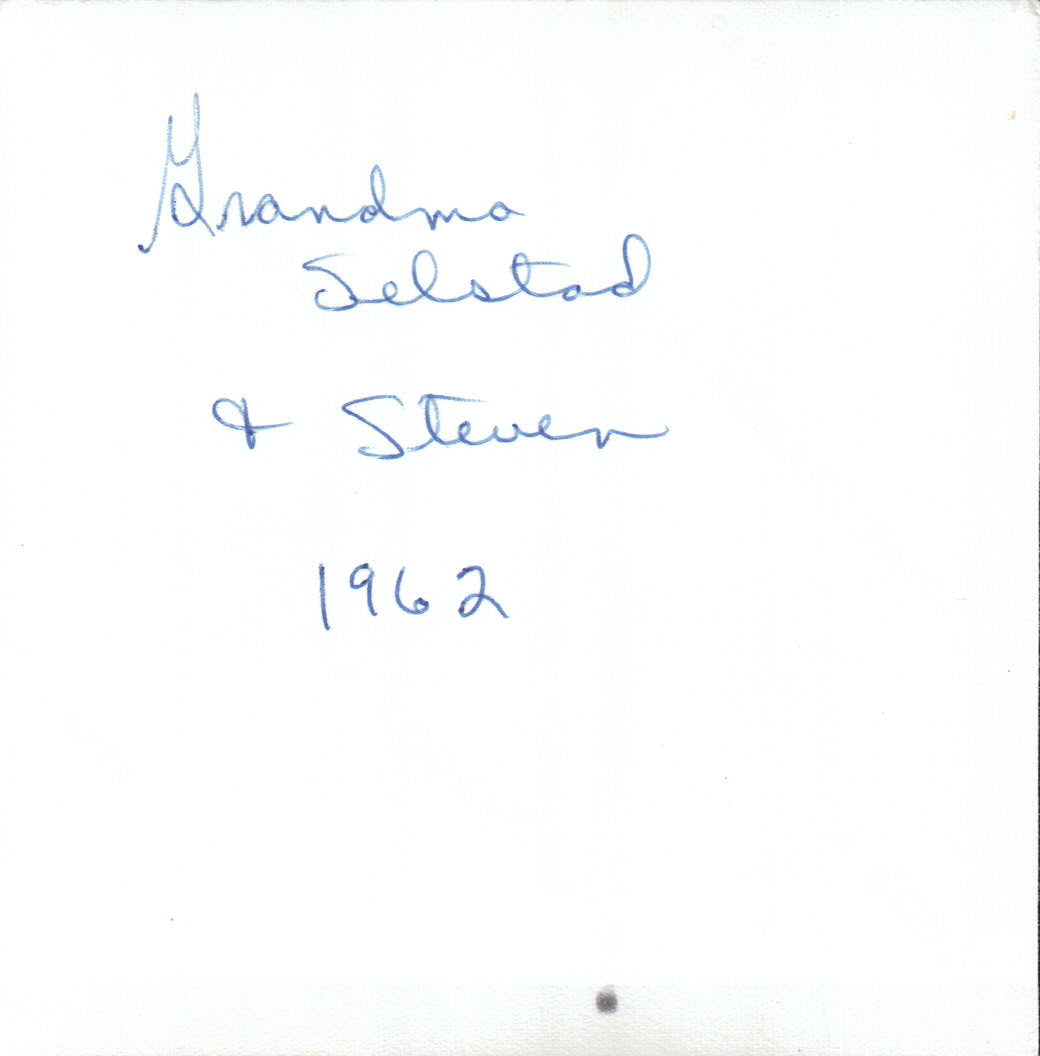 Grandma
Selstad
& Steven
1962